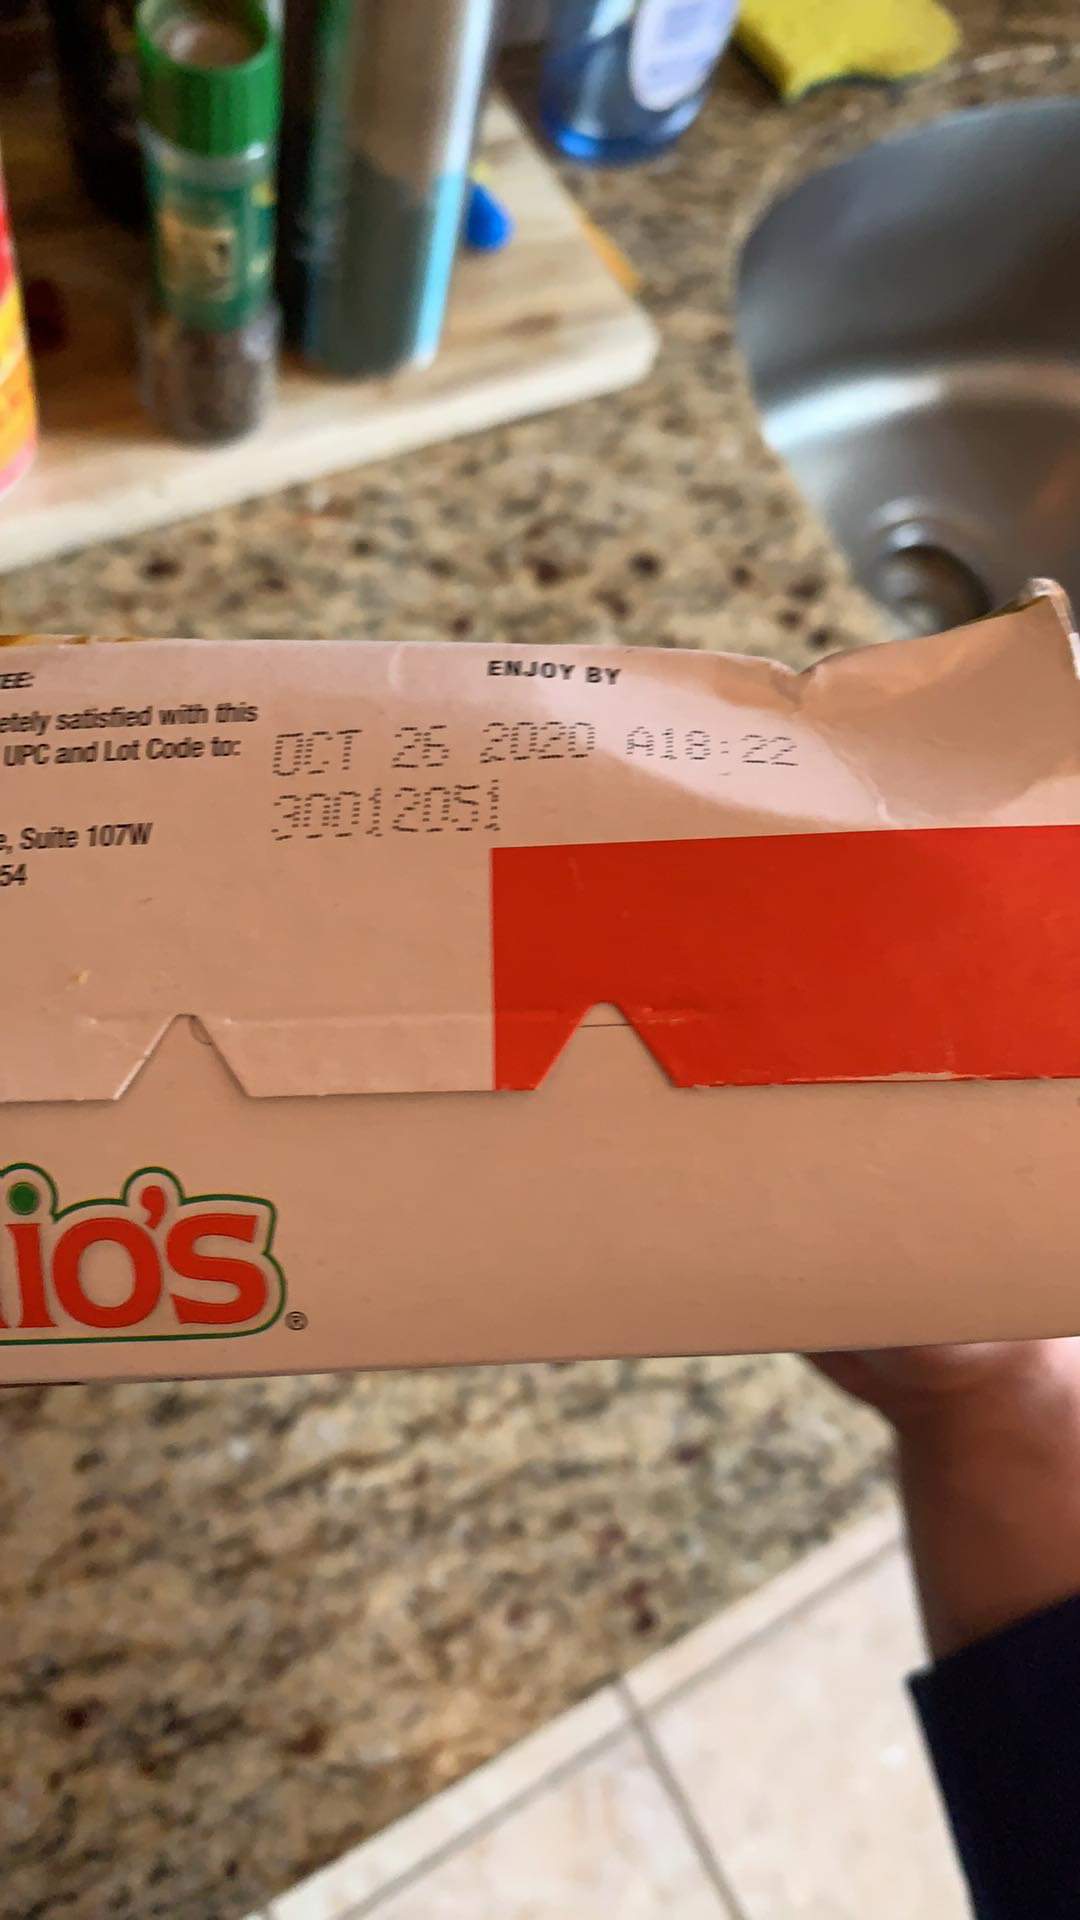 EE:
etely satisfied with this
UPC and Lot Code to:
e, Suite 107W
54
ENJOY BY
OCT 26 2020 A18:22
30012051
io's®